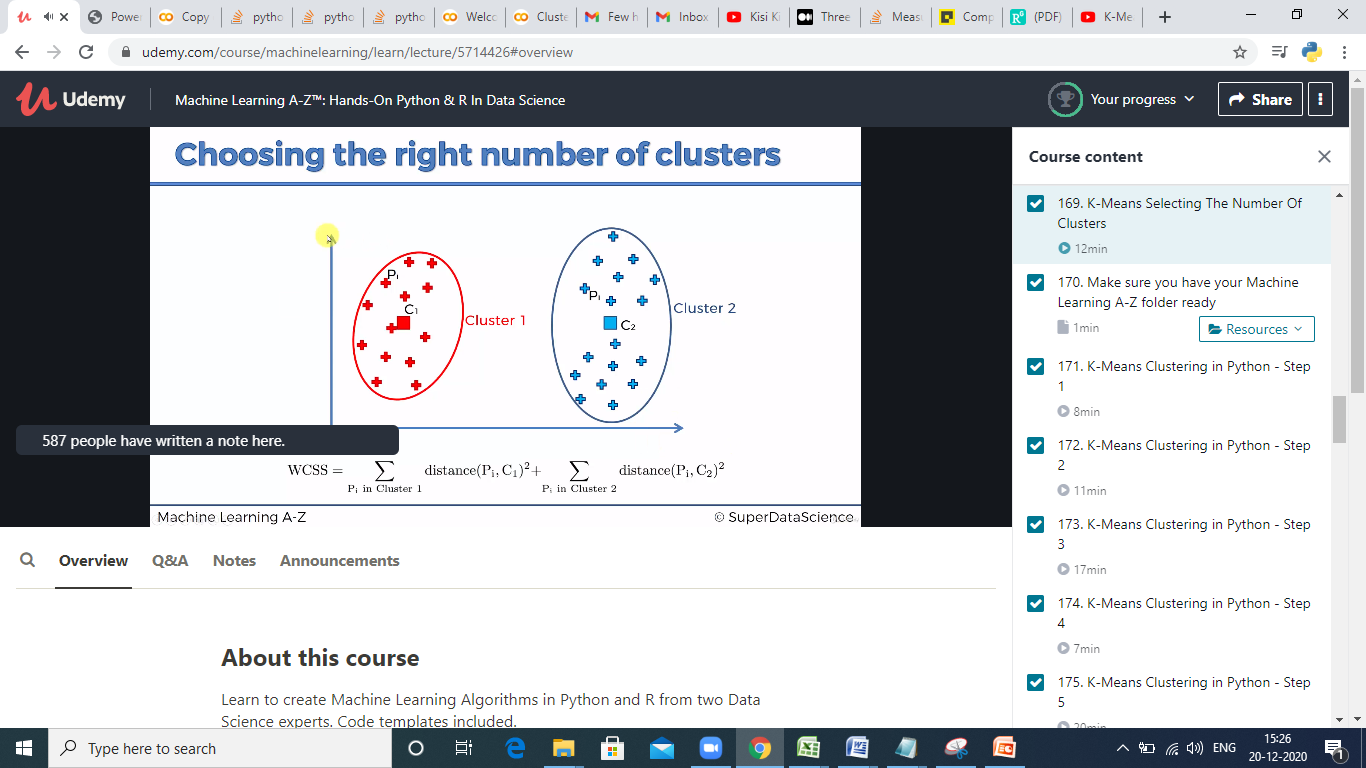 Powe
Copy
pytho
pytho
pytho
Welco
Cluste
Few h
Inbox
Kisi Ki
Three
Meas
Comp
(PDF)
K-Me
udemy.com/course/machinelearning/learn/lecture/5714426#overview
Udemy
Machine Learning A-Z™: Hands-On Python & R In Data Science
Your progress
Share
Choosing the right number of clusters
Pᵢ
C₁
Cluster 1
Pᵢ
C₂
Cluster 2
587 people have written a note here.
WCSS = ∑ distance(Pᵢ, C₁)² + ∑ distance(Pᵢ, C₂)²
Pᵢ in Cluster 1 Pᵢ in Cluster 2
Machine Learning A-Z
© SuperDataScience
Course content
169. K-Means Selecting The Number Of
Clusters
12min
170. Make sure you have your Machine
Learning A-Z folder ready
1min
Resources
171. K-Means Clustering in Python - Step
1
8min
172. K-Means Clustering in Python - Step
2
11min
173. K-Means Clustering in Python - Step
3
17min
174. K-Means Clustering in Python - Step
4
7min
175. K-Means Clustering in Python - Step
5
20min
Overview
Q&A
Notes
Announcements
About this course
Learn to create Machine Learning Algorithms in Python and R from two Data
Science experts. Code templates included.
Type here to search
ENG
15:26
20-12-2020
1